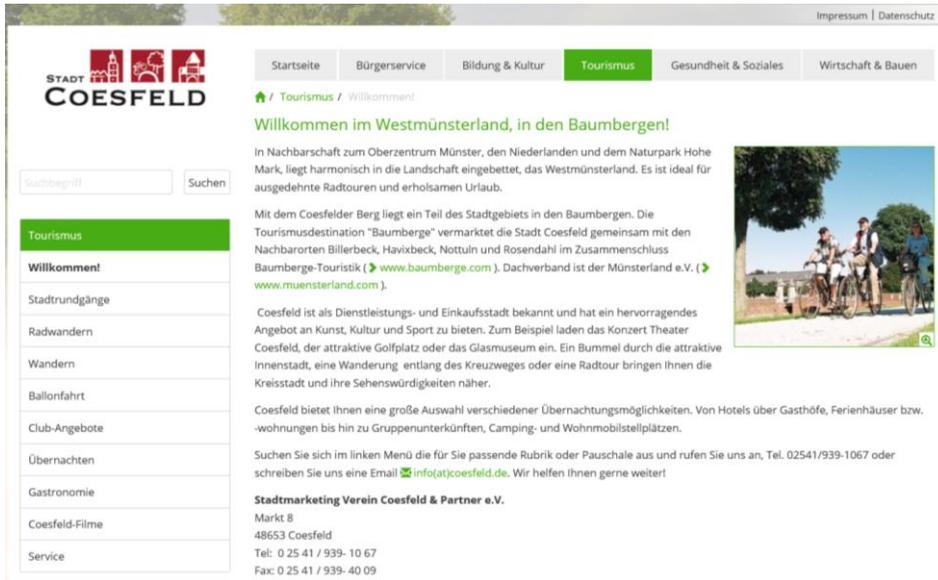 Impressum | Datenschutz
STADT
COESFELD
Startseite
Bürgerservice
Bildung & Kultur
Tourismus
Gesundheit & Soziales
Wirtschaft & Bauen
/ Tourismus / Willkommen!
Suchbegriff
Suchen
Tourismus
Willkommen!
Stadtrundgänge
Radwandern
Wandern
Ballonfahrt
Club-Angebote
Übernachten
Gastronomie
Coesfeld-Filme
Service
Willkommen im Westmünsterland, in den Baumbergen!
In Nachbarschaft zum Oberzentrum Münster, den Niederlanden und dem Naturpark Hohe
Mark, liegt harmonisch in die Landschaft eingebettet, das Westmünsterland. Es ist ideal für
ausgedehnte Radtouren und erholsamen Urlaub.
Mit dem Coesfelder Berg liegt ein Teil des Stadtgebiets in den Baumbergen. Die
Tourismusdestination "Baumberge" vermarktet die Stadt Coesfeld gemeinsam mit den
Nachbarorten Billerbeck, Havixbeck, Nottuln und Rosendahl im Zusammenschluss
Baumberge-Touristik ( www.baumberge.com ). Dachverband ist der Münsterland e.V. (
www.muensterland.com ).
Coesfeld ist als Dienstleistungs- und Einkaufsstadt bekannt und hat ein hervorragendes
Angebot an Kunst, Kultur und Sport zu bieten. Zum Beispiel laden das Konzert Theater
Coesfeld, der attraktive Golfplatz oder das Glasmuseum ein. Ein Bummel durch die attraktive
Innenstadt, eine Wanderung entlang des Kreuzweges oder eine Radtour bringen Ihnen die
Kreisstadt und ihre Sehenswürdigkeiten näher.
Coesfeld bietet Ihnen eine große Auswahl verschiedener Übernachtungsmöglichkeiten. Von Hotels über Gasthöfe, Ferienhäuser bzw.
-wohnungen bis hin zu Gruppenunterkünften, Camping- und Wohnmobilstellplätzen.
Suchen Sie sich im linken Menü die für Sie passende Rubrik oder Pauschale aus und rufen Sie uns an, Tel. 02541/939-1067 oder
schreiben Sie uns eine Email info(at)coesfeld.de. Wir helfen Ihnen gerne weiter!
Stadtmarketing Verein Coesfeld & Partner e.V.
Markt 8
48653 Coesfeld
Tel: 0 25 41 / 939- 10 67
Fax: 0 25 41 / 939- 40 09